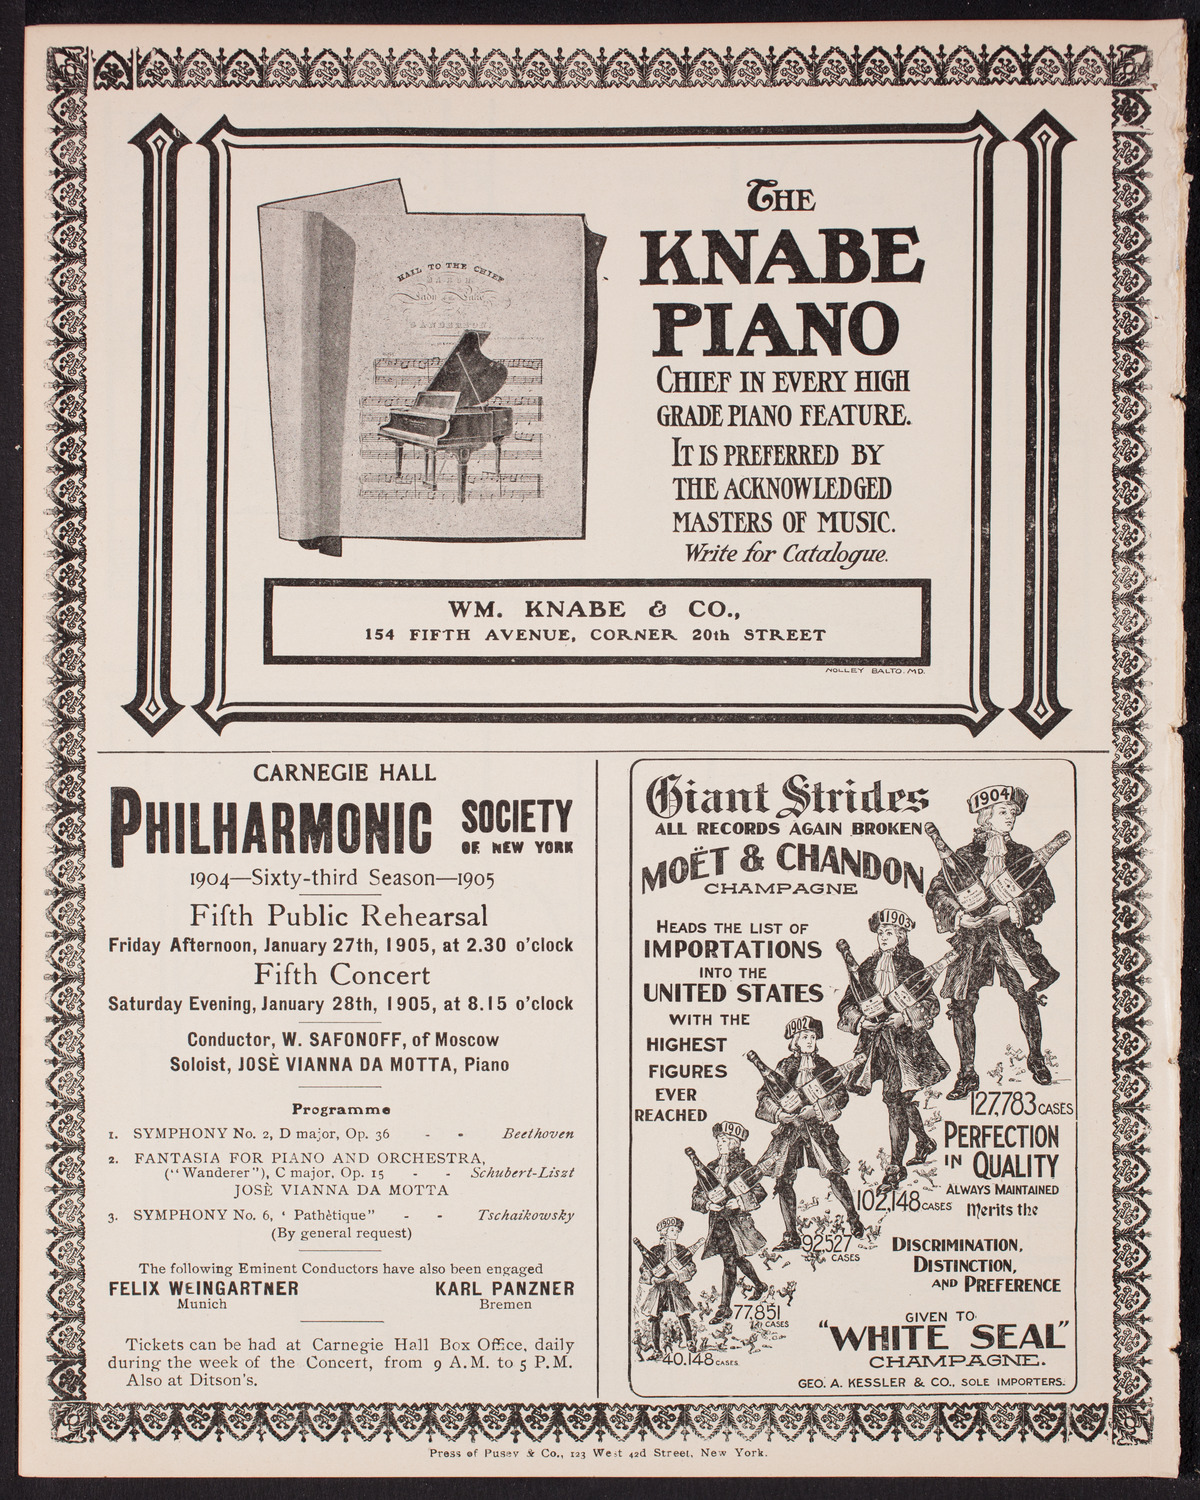 HAIL TO THE CHIEF
THE
KNABE
PIANO
CHIEF IN EVERY HIGH
GRADE PIANO FEATURE.
IT IS PREFERRED BY
THE ACKNOWLEDGED
MASTERS OF MUSIC.
Write for Catalogue.
WM. KNABE & CO.,
154 FIFTH AVENUE, CORNER 20th STREET
NOLLEY BALTO. MD.
CARNEGIE HALL
PHILHARMONIC SOCIETY
OF NEW YORK
1904—Sixty-third Season—1905
Fifth Public Rehearsal
Friday Afternoon, January 27th, 1905, at 2.30 o'clock
Fifth Concert
Saturday Evening, January 28th, 1905, at 8.15 o'clock
Conductor, W. SAFONOFF, of Moscow
Soloist, JOSÈ VIANNA DA MOTTA, Piano
Programme
1. SYMPHONY No. 2, D major, Op. 36 - - Beethoven
2. FANTASIA FOR PIANO AND ORCHESTRA,
("Wanderer"), C major, Op. 15 - - Schubert-Liszt
JOSÈ VIANNA DA MOTTA
3. SYMPHONY No. 6, ' Pathètique" - - Tschaikowsky
(By general request)
The following Eminent Conductors have also been engaged
FELIX WEINGARTNER KARL PANZNER
Munich Bremen
Tickets can be had at Carnegie Hall Box Office, daily
during the week of the Concert, from 9 A.M. to 5 P.M.
Also at Ditson's.
Giant Strides
ALL RECORDS AGAIN BROKEN
MOËT & CHANDON
CHAMPAGNE
HEADS THE LIST OF
IMPORTATIONS
INTO THE
UNITED STATES
WITH THE
HIGHEST
FIGURES
EVER
REACHED
1904
1903
1902
1901
1900
127,783 CASES
102,148 CASES
92,527 CASES
77,851 CASES
40,148 CASES
PERFECTION
IN QUALITY
ALWAYS MAINTAINED
Merits the
DISCRIMINATION,
DISTINCTION,
AND PREFERENCE
GIVEN TO
"WHITE SEAL"
CHAMPAGNE.
GEO. A. KESSLER & CO., SOLE IMPORTERS.
Press of Pusey & Co., 123 West 42d Street, New York.